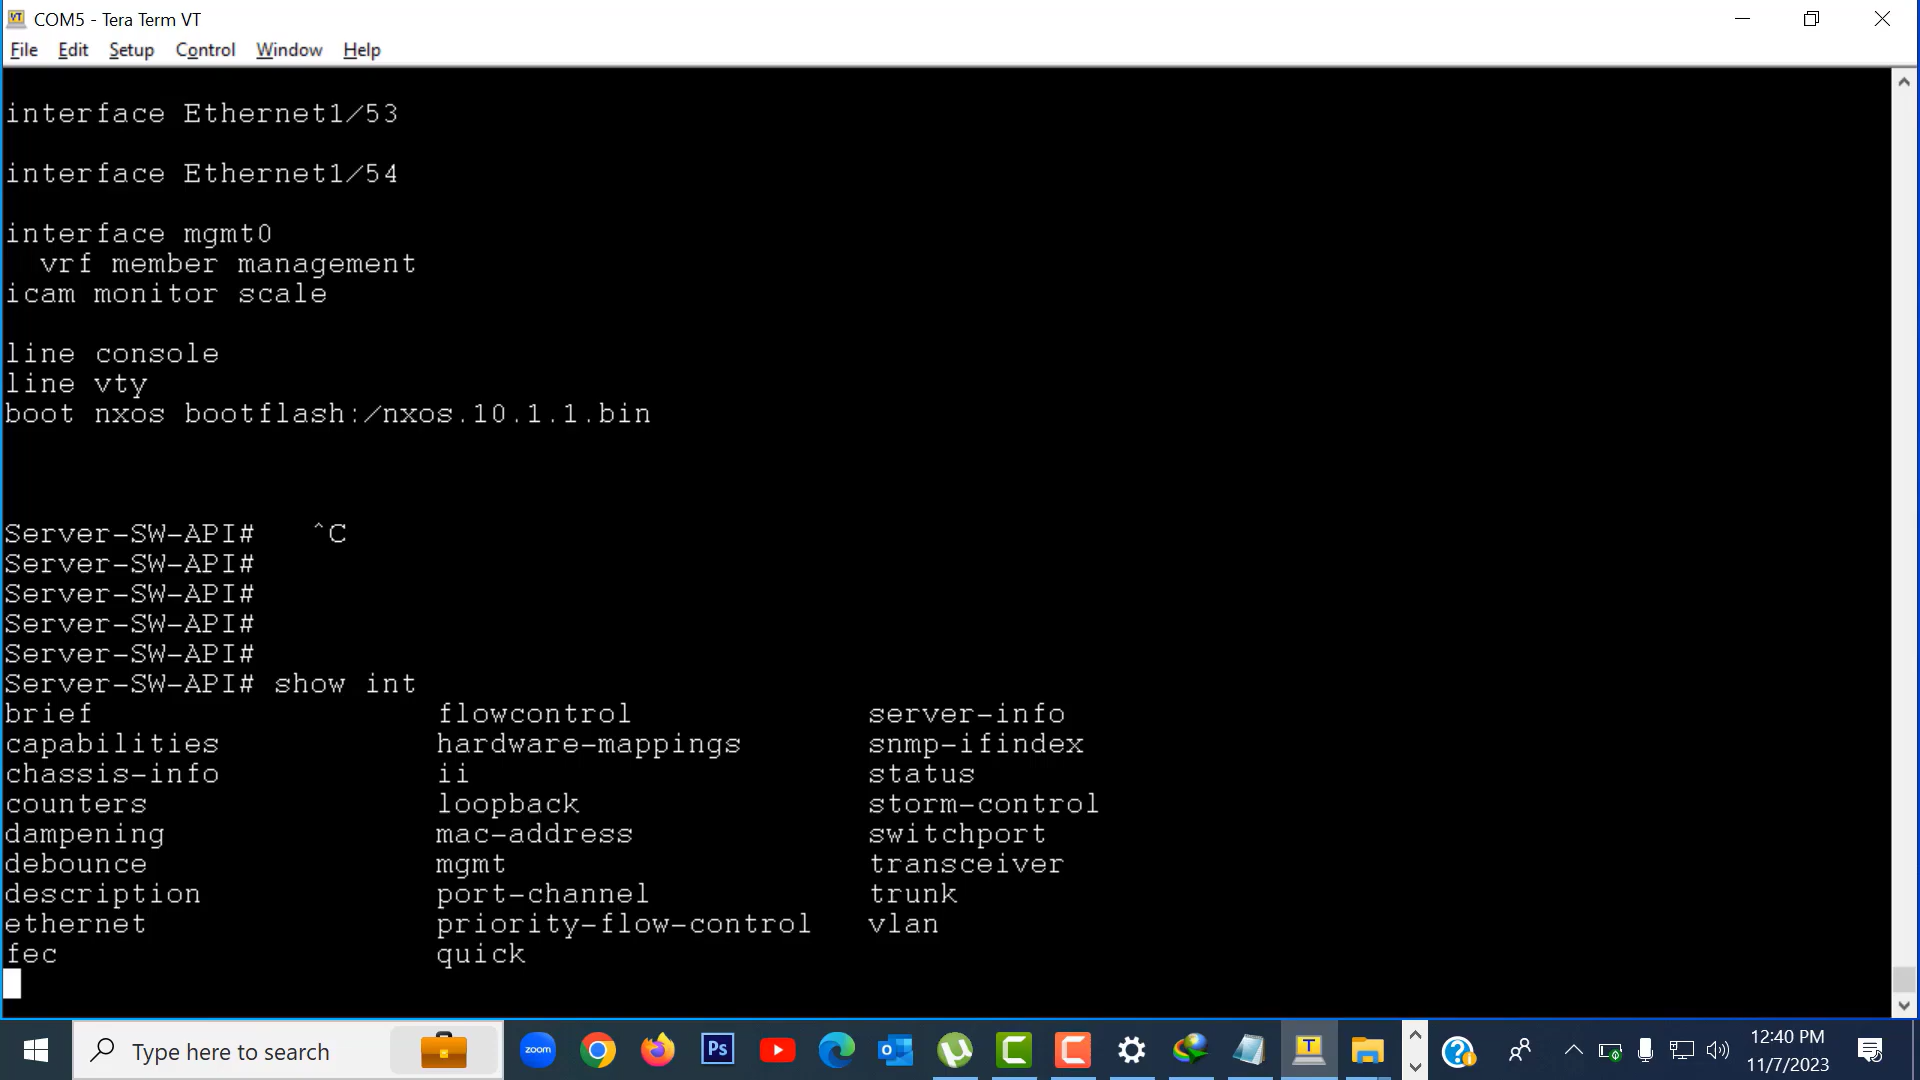 COM5 - Tera Term VT
File Edit Setup Control Window Help
interface Ethernet1/53
interface Ethernet1/54
interface mgmt0
vrf member management
icam monitor scale
line console
line vty
boot nxos bootflash:/nxos.10.1.1.bin
Server-SW-API# ^C
Server-SW-API#
Server-SW-API#
Server-SW-API#
Server-SW-API#
Server-SW-API# show int
brief flowcontrol server-info
capabilities hardware-mappings snmp-ifindex
chassis-info ii status
counters loopback storm-control
dampening mac-address switchport
debounce mgmt transceiver
description port-channel trunk
ethernet priority-flow-control vlan
fec quick
Type here to search
zoom
Ps
12:40 PM
11/7/2023